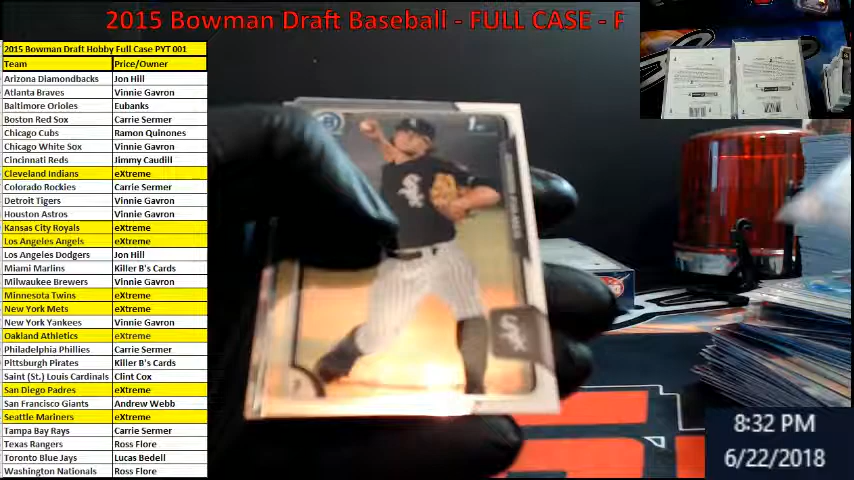 2015 Bowman Draft Baseball - FULL CASE - F
2015 Bowman Draft Hobby Full Case PYT 001
Team Price/Owner
Arizona Diamondbacks Jon Hill
Atlanta Braves Vinnie Gavron
Baltimore Orioles Eubanks
Boston Red Sox Carrie Sermer
Chicago Cubs Ramon Quinones
Chicago White Sox Vinnie Gavron
Cincinnati Reds Jimmy Caudill
Cleveland Indians eXtreme
Colorado Rockies Carrie Sermer
Detroit Tigers Vinnie Gavron
Houston Astros Vinnie Gavron
Kansas City Royals eXtreme
Los Angeles Angels eXtreme
Los Angeles Dodgers Jon Hill
Miami Marlins Killer B's Cards
Milwaukee Brewers Vinnie Gavron
Minnesota Twins eXtreme
New York Mets eXtreme
New York Yankees Vinnie Gavron
Oakland Athletics eXtreme
Philadelphia Phillies Carrie Sermer
Pittsburgh Pirates Killer B's Cards
Saint (St.) Louis Cardinals Clint Cox
San Diego Padres eXtreme
San Francisco Giants Andrew Webb
Seattle Mariners eXtreme
Tampa Bay Rays Carrie Sermer
Texas Rangers Ross Flore
Toronto Blue Jays Lucas Bedell
Washington Nationals Ross Flore
1st
8:32 PM
6/22/2018